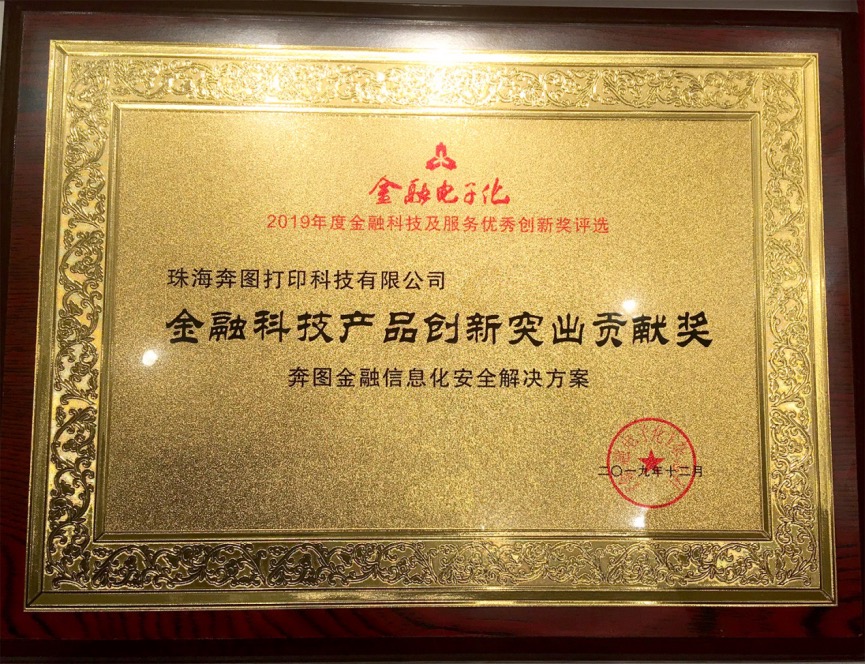 金融电子化
2019年度金融科技及服务优秀创新奖评选
珠海奔图打印科技有限公司
金融科技产品创新突出贡献奖
奔图金融信息化安全解决方案
二〇一九年十二月